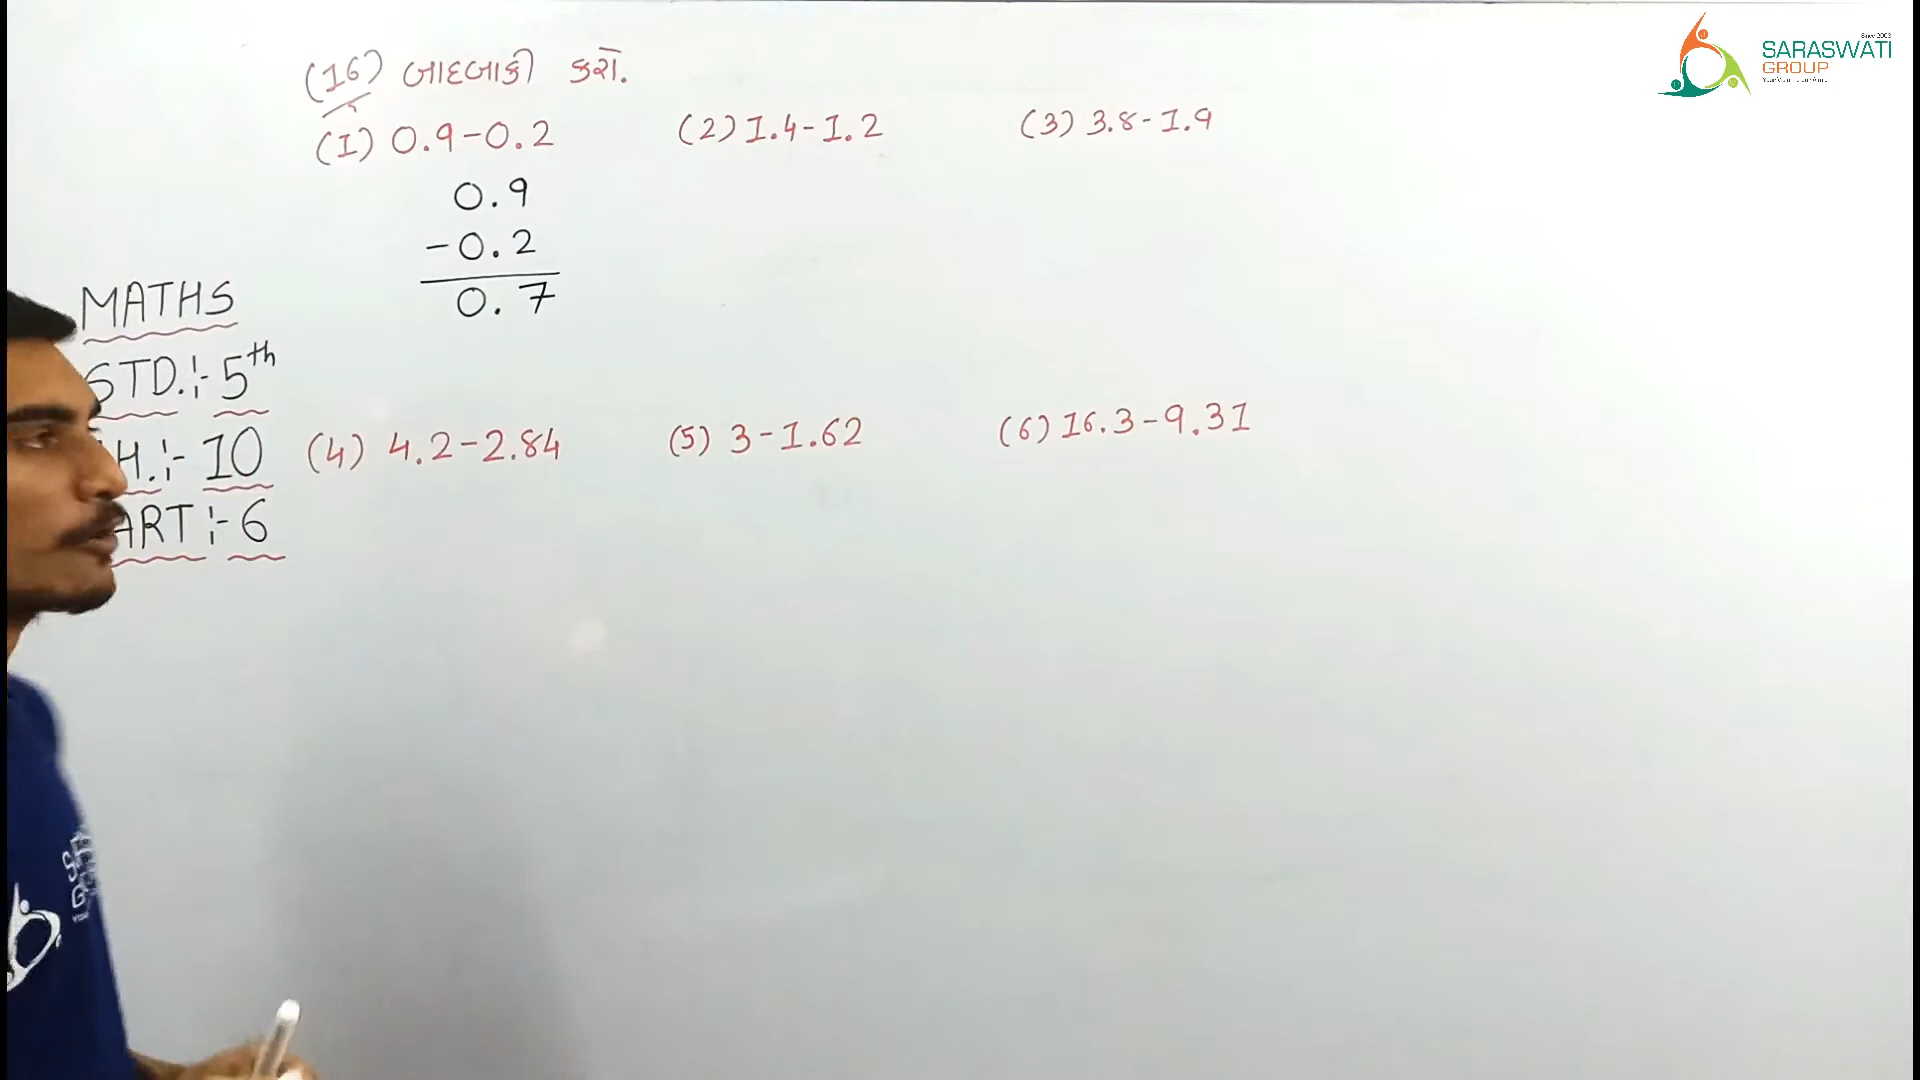 (16) બાદબાકી કરો.
(1) 0.9-0.2
(2) 1.4-1.2
(3) 3.8-1.9
0.9
-0.2
0.7
(4) 4.2-2.84
(5) 3-1.62
(6) 16.3-9.31
MATHS
STD.:- 5th
H.:- 10
ART:- 6
Since 2003
SARASWATI
GROUP